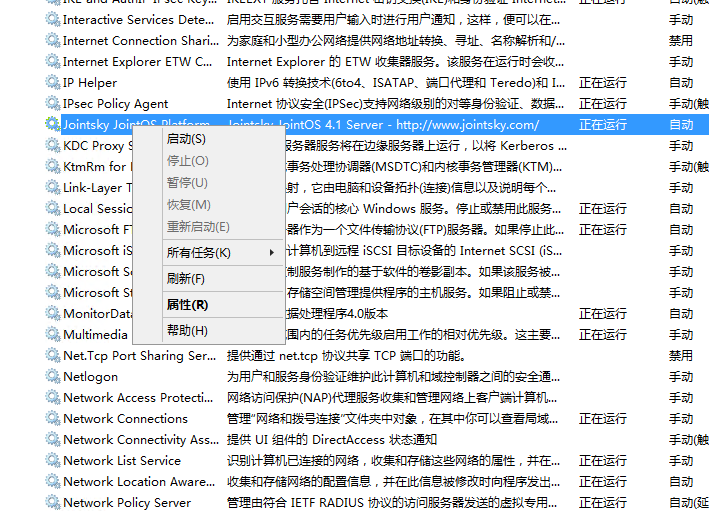 Interactive Services Detec... 启用交互服务需要用户输入时进行用户通知，这样，便可以在... 手动
Internet Connection Shari... 为家庭和小型办公网络提供网络地址转换、寻址、名称解析和/... 禁用
Internet Explorer ETW C... Internet Explorer 的 ETW 收集器服务。该服务在运行时会收... 手动
IP Helper 使用 IPv6 转换技术(6to4、ISATAP、端口代理和 Teredo)和 I... 正在运行 自动
IPsec Policy Agent Internet 协议安全(IPSec)支持网络级别的对等身份验证、数据... 正在运行 手动(触
Jointsky JointOS Platform Jointsky JointOS 4.1 Server - http://www.jointsky.com/ 正在运行 自动
启动(S)
KDC Proxy S 服务器服务将在边缘服务器上运行，以将 Kerberos ... 手动
停止(O)
KtmRm for 事务处理协调器(MSDTC)和内核事务管理器(KTM)... 手动(触
暂停(U)
Link-Layer T 射，它由电脑和设备拓扑(连接)信息以及说明每个... 手动
恢复(M)
Local Sessio 户会话的核心 Windows 服务。停止或禁用此服务... 正在运行 自动
重新启动(E)
Microsoft FT 器作为一个文件传输协议(FTP)服务器。如果停止此... 正在运行 自动
所有任务(K)
Microsoft iS 计算机到远程 iSCSI 目标设备的 Internet SCSI (iS... 手动
刷新(F)
Microsoft So 制服务制作的基于软件的卷影副本。如果该服务被... 手动
Microsoft St 存储空间管理提供程序的主机服务。如果阻止或禁... 手动
属性(R)
MonitorData 据处理程序4.0版本 正在运行 自动
帮助(H)
Multimedia 范围内的任务优先级启用工作的相对优先级。这主要... 正在运行 手动
Net.Tcp Port Sharing Ser... 提供通过 net.tcp 协议共享 TCP 端口的功能。 禁用
Netlogon 为用户和服务身份验证维护此计算机和域控制器之间的安全通... 手动
Network Access Protecti... 网络访问保护(NAP)代理服务收集和管理网络上客户端计算机... 手动
Network Connections 管理“网络和拨号连接”文件夹中对象，在其中你可以查看局域... 正在运行 手动
Network Connectivity Ass... 提供 UI 组件的 DirectAccess 状态通知 手动(触
Network List Service 识别计算机已连接的网络，收集和存储这些网络的属性，并在... 正在运行 手动
Network Location Aware... 收集和存储网络的配置信息，并在此信息被修改时向程序发出... 正在运行 自动
Network Policy Server 管理由符合 IETF RADIUS 协议的访问服务器发送的虚拟专用... 正在运行 自动(延